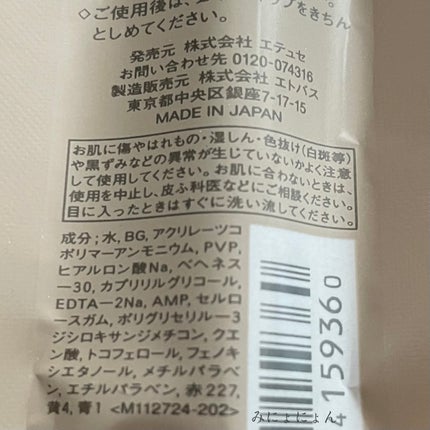 ◇ご使用後は、
をきちん
としめてください。
発売元 株式会社 エテュセ
お問い合わせ先 0120-074316
製造販売元 株式会社 エトバス
東京都中央区銀座7-17-15
MADE IN JAPAN
お肌に傷やはれもの・湿しん・色抜け(白斑等)
や黒ずみなどの異常が生じていないかよく注意
して使用してください。お肌に合わないときは、
使用を中止し、皮ふ科医などにご相談ください。
目に入ったときはすぐに洗い流してください。
成分;水, BG, アクリレーツコ
ポリマーアンモニウム, PVP,
ヒアルロン酸Na, ベヘネス
-30, カプリリルグリコール,
EDTA-2Na, AMP, セルロ
ースガム, ポリグリセリル-3
ジシロキサンジメチコン, クエ
ン酸, トコフェロール, フェノキ
シエタノール, メチルパラベ
ン, エチルパラベン, 赤227,
黄4, 青1 <M112724-202>
4 159360
みにょにょん